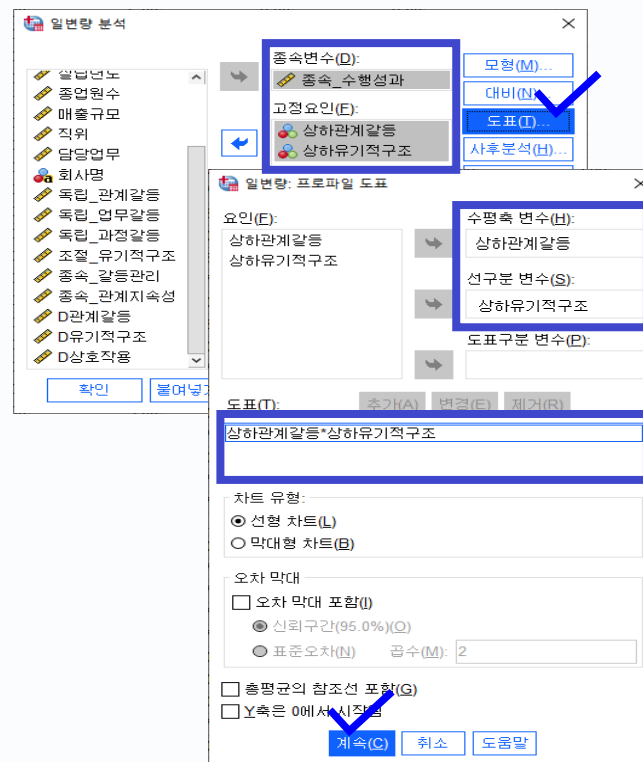 일변량 분석
종업원수
매출규모
직위
담당업무
회사명
독립_관계갈등
독립_업무갈등
독립_과정갈등
조절_유기적구조
종속_갈등관리
종속_관계지속성
D관계갈등
D유기적구조
D상호작용
종속변수(D):
종속_수행성과
고정요인(F):
상하관계갈등
상하유기적구조
모형(M)...
대비(N)...
도표(T)...
사후분석(H)...
확인
붙여넣
일변량: 프로파일 도표
요인(F):
상하관계갈등
상하유기적구조
수평축 변수(H):
상하관계갈등
선구분 변수(S):
상하유기적구조
도표구분 변수(P):
도표(T):
추가(A)
변경(E)
제거(R)
상하관계갈등*상하유기적구조
차트 유형:
선형 차트(L)
막대형 차트(B)
오차 막대
오차 막대 포함(I)
신뢰구간(95.0%)(O)
표준오차(N) 곱수(M): 2
총평균의 참조선 포함(G)
Y축은 0에서 시작됨
계속(C)
취소
도움말